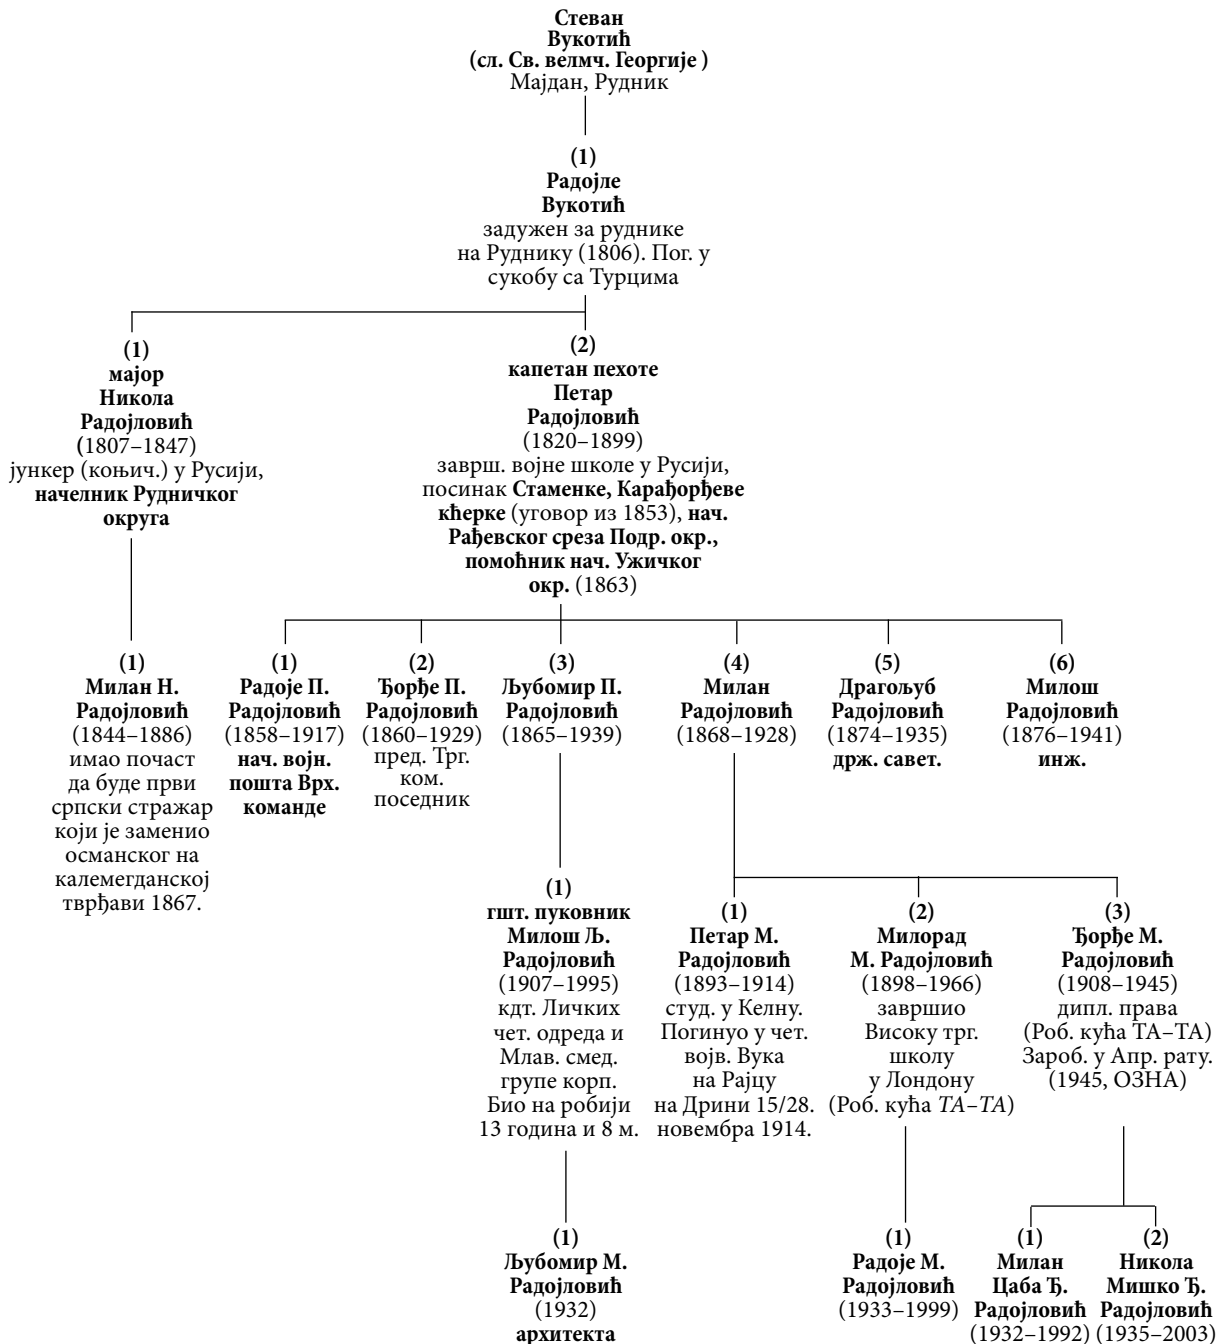 Стеван
Вукотић
(сл. Св. велмч. Георгије )
Мајдан, Рудник
(1)
Радојле
Вукотић
задужен за руднике
на Руднику (1806). Пог. у
сукобу са Турцима
(1)
мајор
Никола
Радојловић
(1807–1847)
јункер (коњич.) у Русији,
начелник Рудничког
округа
(2)
капетан пехоте
Петар
Радојловић
(1820–1899)
заврш. војне школе у Русији,
посинак Стаменке, Карађорђеве
кћерке (уговор из 1853), нач.
Рађевског среза Подр. окр.,
помоћник нач. Ужичког
окр. (1863)
(1)
Милан Н.
Радојловић
(1844–1886)
имао почаст
да буде први
српски стражар
који је заменио
османског на
калемегданској
тврђави 1867.
(1)
Радоје П.
Радојловић
(1858–1917)
нач. војн.
пошта Врх.
команде
(2)
Ђорђе П.
Радојловић
(1860–1929)
пред. Трг.
ком.
поседник
(3)
Љубомир П.
Радојловић
(1865–1939)
(4)
Милан
Радојловић
(1868–1928)
(5)
Драгољуб
Радојловић
(1874–1935)
држ. савет.
(6)
Милош
Радојловић
(1876–1941)
инж.
(1)
гшт. пуковник
Милош Љ.
Радојловић
(1907–1995)
кдт. Личких
чет. одреда и
Млав. смед.
групе корп.
Био на робији
13 година и 8 м.
(1)
Петар М.
Радојловић
(1893–1914)
студ. у Келну.
Погинуо у чет.
војв. Вука
на Рајцу
на Дрини 15/28.
новембра 1914.
(2)
Милорад
М. Радојловић
(1898–1966)
завршио
Високу трг.
школу
у Лондону
(Роб. кућа ТА–ТА)
(3)
Ђорђе М.
Радојловић
(1908–1945)
дипл. права
(Роб. кућа ТА–ТА)
Зароб. у Апр. рату.
(1945, ОЗНА)
(1)
Љубомир М.
Радојловић
(1932)
архитекта
(1)
Радоје М.
Радојловић
(1933–1999)
(1)
Милан
Цаба Ђ.
Радојловић
(1932–1992)
(2)
Никола
Мишко Ђ.
Радојловић
(1935–2003)